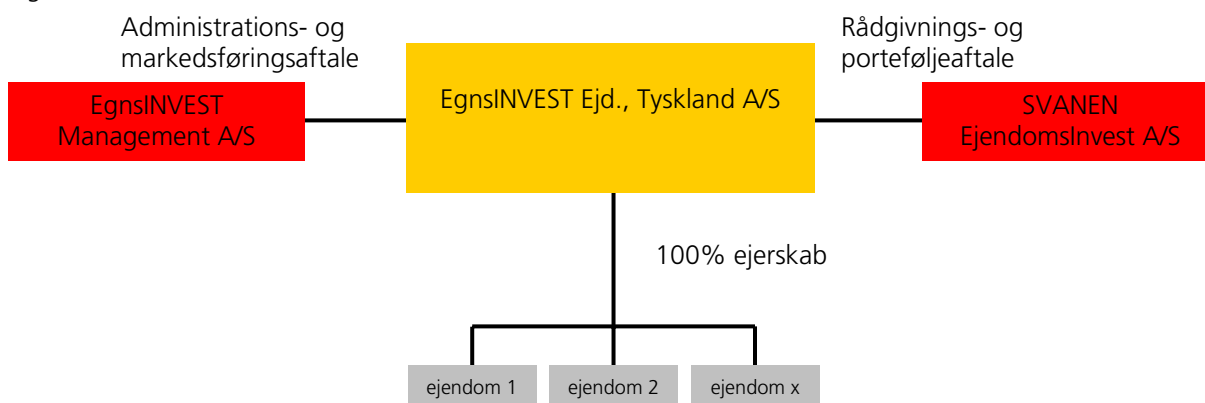 Administrations- og
markedsføringsaftale
Rådgivnings- og
porteføljeaftale
EgnsINVEST
Management A/S
EgnsINVEST Ejd., Tyskland A/S
SVANEN
EjendomsInvest A/S
100% ejerskab
ejendom 1
ejendom 2
ejendom x